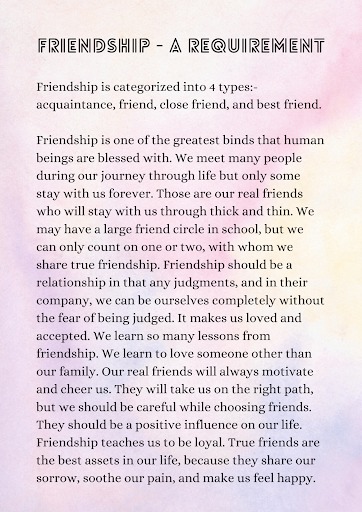 FRIENDSHIP - A REQUIREMENT
Friendship is categorized into 4 types:-
acquaintance, friend, close friend, and best friend.
Friendship is one of the greatest binds that human
beings are blessed with. We meet many people
during our journey through life but only some
stay with us forever. Those are our real friends
who will stay with us through thick and thin. We
may have a large friend circle in school, but we
can only count on one or two, with whom we
share true friendship. Friendship should be a
relationship in that any judgments, and in their
company, we can be ourselves completely without
the fear of being judged. It makes us loved and
accepted. We learn so many lessons from
friendship. We learn to love someone other than
our family. Our real friends will always motivate
and cheer us. They will take us on the right path,
but we should be careful while choosing friends.
They should be a positive influence on our life.
Friendship teaches us to be loyal. True friends are
the best assets in our life, because they share our
sorrow, soothe our pain, and make us feel happy.